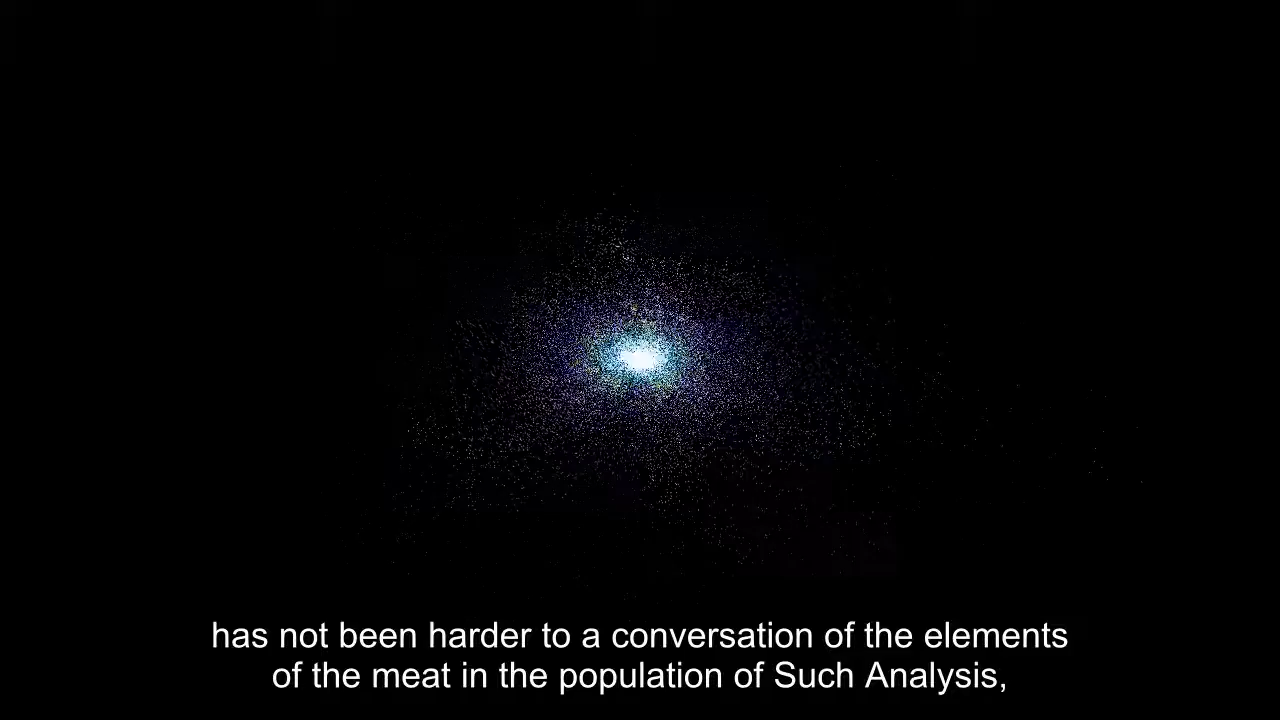 has not been harder to a conversation of the elements
of the meat in the population of Such Analysis,